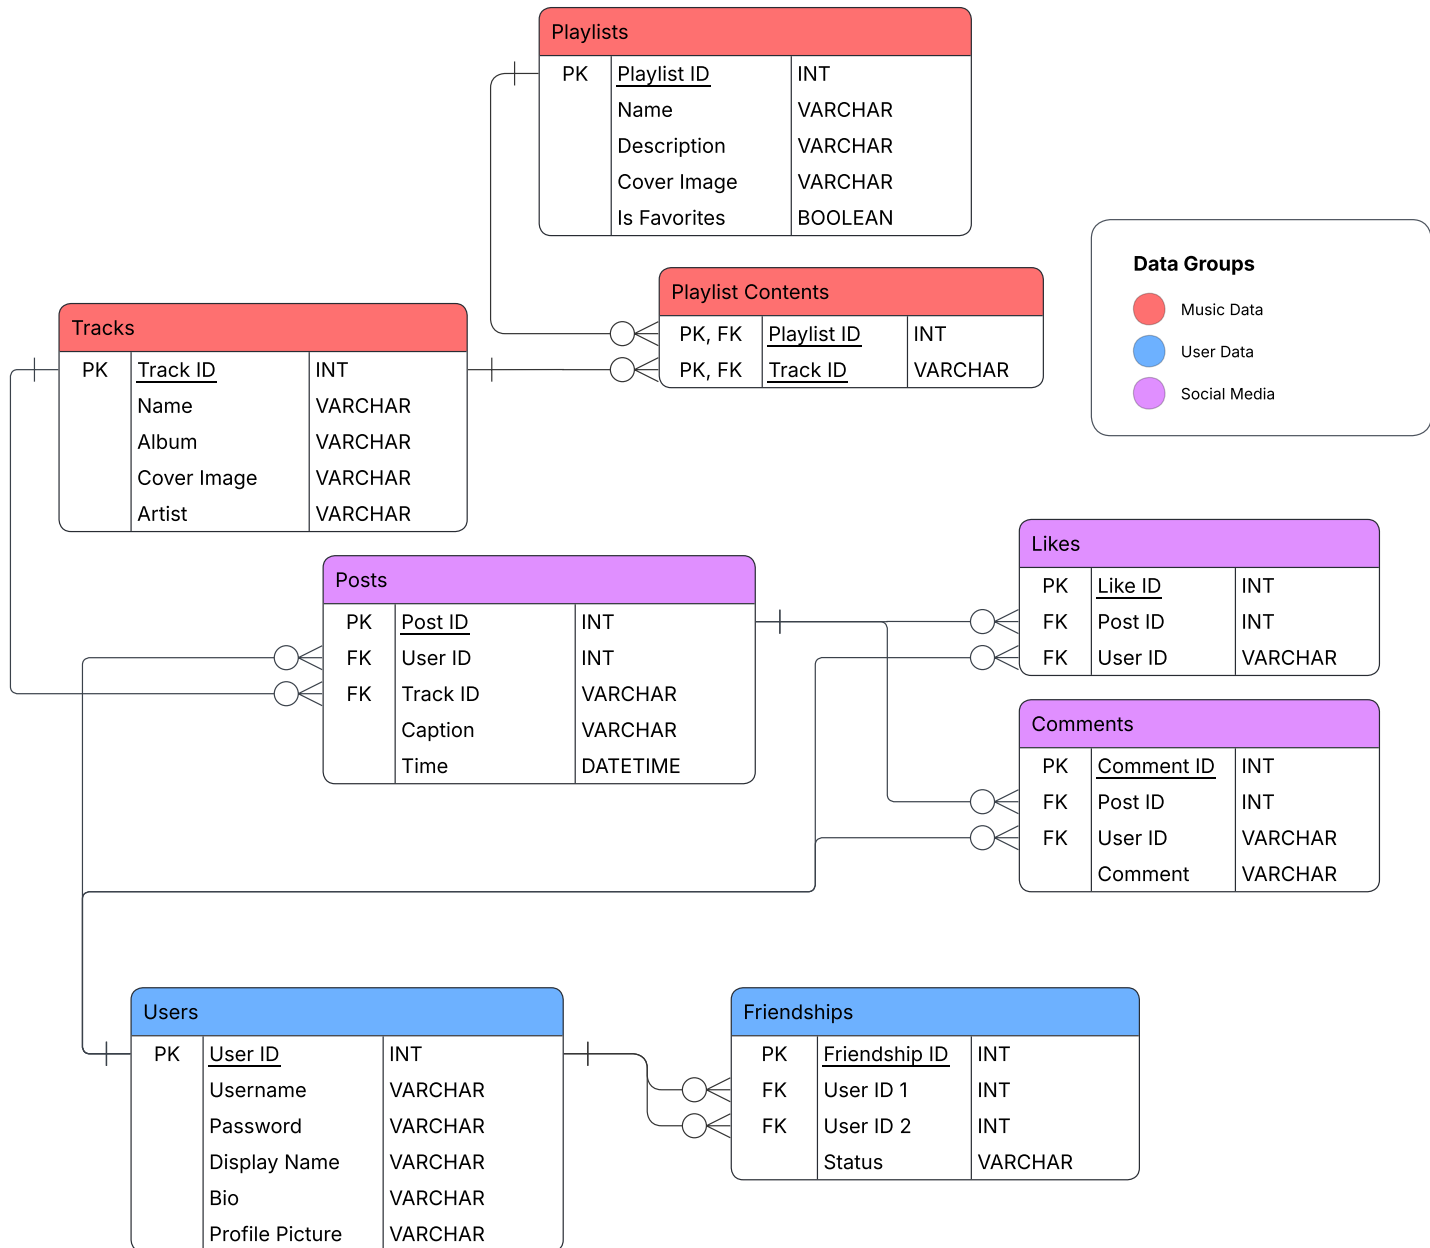 Playlists
PK Playlist ID INT
Name VARCHAR
Description VARCHAR
Cover Image VARCHAR
Is Favorites BOOLEAN
Playlist Contents
PK, FK Playlist ID INT
PK, FK Track ID VARCHAR
Data Groups
Music Data
User Data
Social Media
Tracks
PK Track ID INT
Name VARCHAR
Album VARCHAR
Cover Image VARCHAR
Artist VARCHAR
Posts
PK Post ID INT
FK User ID INT
FK Track ID VARCHAR
Caption VARCHAR
Time DATETIME
Likes
PK Like ID INT
FK Post ID INT
FK User ID VARCHAR
Comments
PK Comment ID INT
FK Post ID INT
FK User ID VARCHAR
Comment VARCHAR
Users
PK User ID INT
Username VARCHAR
Password VARCHAR
Display Name VARCHAR
Bio VARCHAR
Profile Picture VARCHAR
Friendships
PK Friendship ID INT
FK User ID 1 INT
FK User ID 2 INT
Status VARCHAR